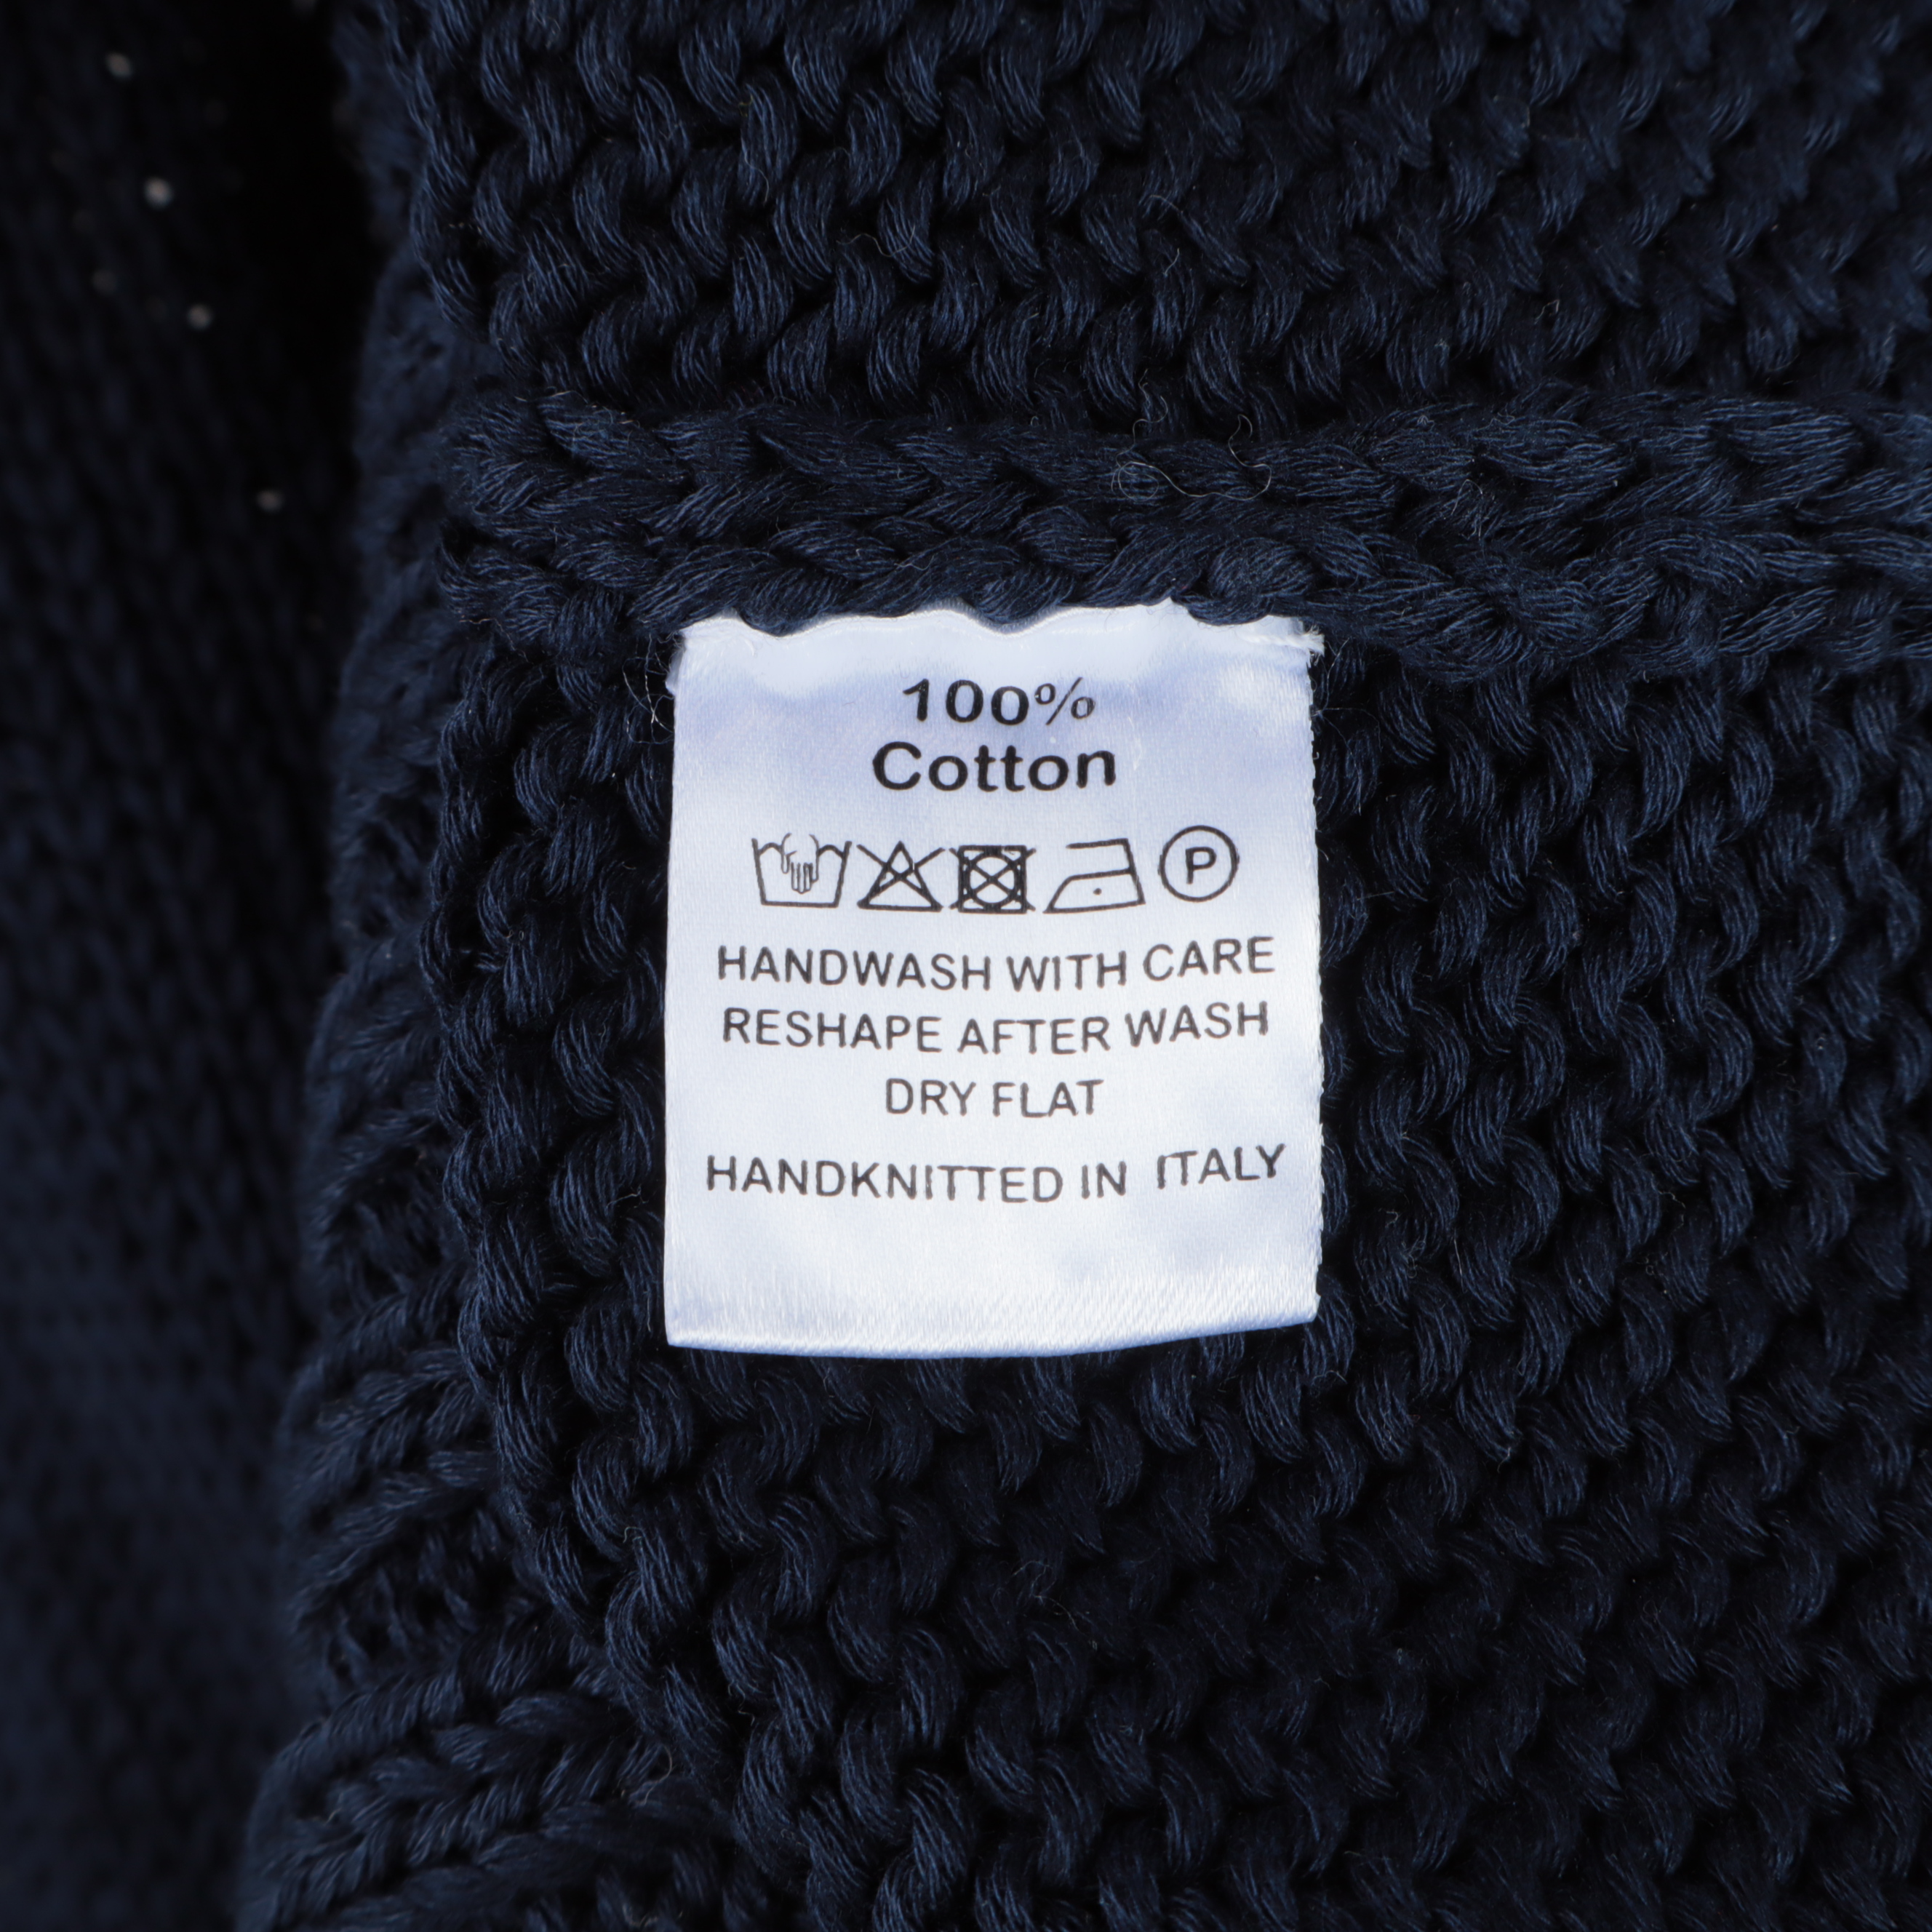 100%
Cotton
P
HANDWASH WITH CARE
RESHAPE AFTER WASH
DRY FLAT
HANDKNITTED IN ITALY